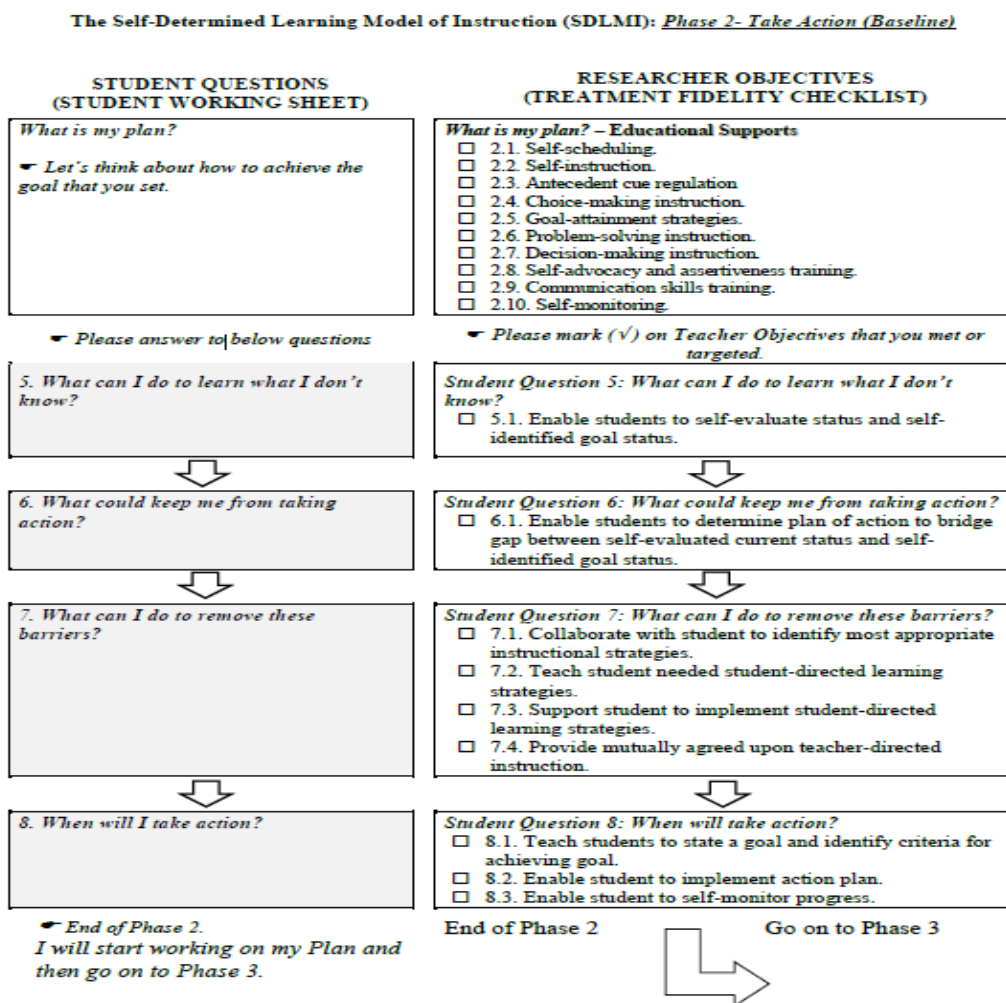 The Self-Determined Learning Model of Instruction (SDLMI): Phase 2- Take Action (Baseline)
STUDENT QUESTIONS
(STUDENT WORKING SHEET)
What is my plan?
☛ Let's think about how to achieve the
goal that you set.
☛ Please answer to below questions
5. What can I do to learn what I don't
know?
6. What could keep me from taking
action?
7. What can I do to remove these
barriers?
8. When will I take action?
☛ End of Phase 2.
I will start working on my Plan and
then go on to Phase 3.
RESEARCHER OBJECTIVES
(TREATMENT FIDELITY CHECKLIST)
What is my plan? – Educational Supports
☐ 2.1. Self-scheduling.
☐ 2.2. Self-instruction.
☐ 2.3. Antecedent cue regulation
☐ 2.4. Choice-making instruction.
☐ 2.5. Goal-attainment strategies.
☐ 2.6. Problem-solving instruction.
☐ 2.7. Decision-making instruction.
☐ 2.8. Self-advocacy and assertiveness training.
☐ 2.9. Communication skills training.
☐ 2.10. Self-monitoring.
☛ Please mark (√) on Teacher Objectives that you met or
targeted.
Student Question 5: What can I do to learn what I don't
know?
☐ 5.1. Enable students to self-evaluate status and self-
identified goal status.
Student Question 6: What could keep me from taking action?
☐ 6.1. Enable students to determine plan of action to bridge
gap between self-evaluated current status and self-
identified goal status.
Student Question 7: What can I do to remove these barriers?
☐ 7.1. Collaborate with student to identify most appropriate
instructional strategies.
☐ 7.2. Teach student needed student-directed learning
strategies.
☐ 7.3. Support student to implement student-directed
learning strategies.
☐ 7.4. Provide mutually agreed upon teacher-directed
instruction.
Student Question 8: When will take action?
☐ 8.1. Teach students to state a goal and identify criteria for
achieving goal.
☐ 8.2. Enable student to implement action plan.
☐ 8.3. Enable student to self-monitor progress.
End of Phase 2
Go on to Phase 3